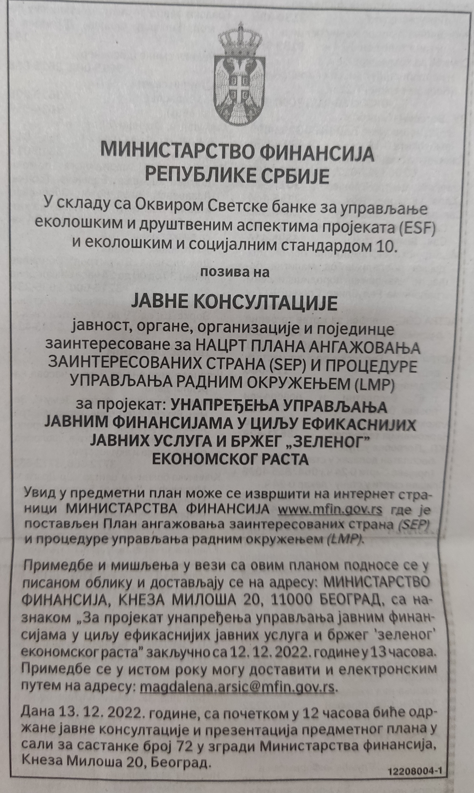 МИНИСТАРСТВО ФИНАНСИЈА
РЕПУБЛИКЕ СРБИЈЕ
У складу са Оквиром Светске банке за управљање
еколошким и друштвеним аспектима пројеката (ESF)
и еколошким и социјалним стандардом 10.
позива на
ЈАВНЕ КОНСУЛТАЦИЈЕ
јавност, органе, организације и појединце
заинтересоване за НАЦРТ ПЛАНА АНГАЖОВАЊА
ЗАИНТЕРЕСОВАНИХ СТРАНА (SEP) И ПРОЦЕДУРЕ
УПРАВЉАЊА РАДНИМ ОКРУЖЕЊЕМ (LMP)
за пројекат: УНАПРЕЂЕЊА УПРАВЉАЊА
ЈАВНИМ ФИНАНСИЈАМА У ЦИЉУ ЕФИКАСНИЈИХ
ЈАВНИХ УСЛУГА И БРЖЕГ „ЗЕЛЕНОГ”
ЕКОНОМСКОГ РАСТА
Увид у предметни план може се извршити на интернет стра-
ници МИНИСТАРСТВА ФИНАНСИЈА www.mfin.gov.rs где је
постављен План ангажовања заинтересованих страна (SEP)
и процедуре управљања радним окружењем (LMP).
Примедбе и мишљења у вези са овим планом подносе се у
писаном облику и достављају се на адресу: МИНИСТАРСТВО
ФИНАНСИЈА, КНЕЗА МИЛОША 20, 11000 БЕОГРАД, са на-
знаком „За пројекат унапређења управљања јавним финан-
сијама у циљу ефикаснијих јавних услуга и бржег 'зеленог'
економског раста” закључно са 12. 12. 2022. године у 13 часова.
Примедбе се у истом року могу доставити и електронским
путем на адресу: magdalena.arsic@mfin.gov.rs.
Дана 13. 12. 2022. године, са почетком у 12 часова биће одр-
жане јавне консултације и презентација предметног плана у
сали за састанке број 72 у згради Министарства финансија,
Кнеза Милоша 20, Београд.
12208004-1